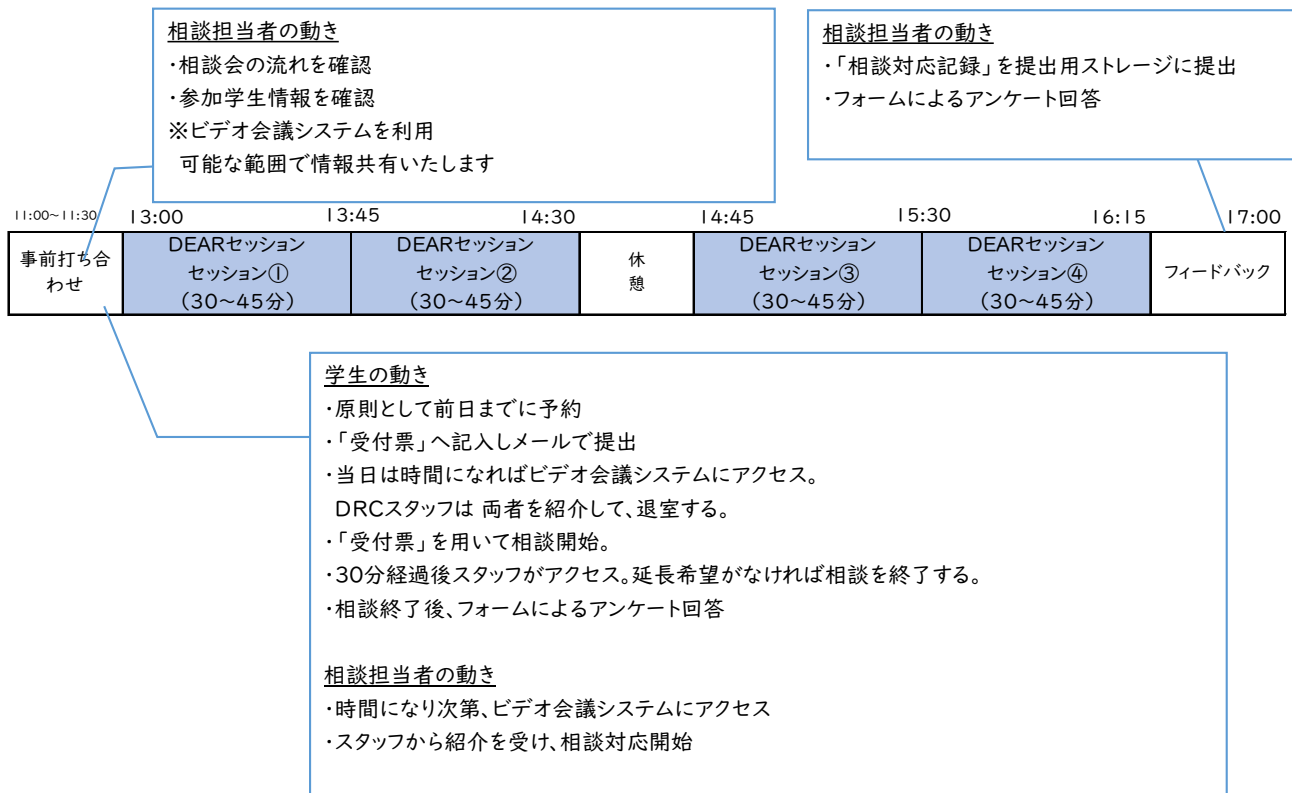 相談担当者の動き
・相談会の流れを確認
・参加学生情報を確認
※ビデオ会議システムを利用
可能な範囲で情報共有いたします
相談担当者の動き
・「相談対応記録」を提出用ストレージに提出
・フォームによるアンケート回答
11:00~11:30 13:00 13:45 14:30 14:45 15:30 16:15 17:00
事前打ち合
わせ
DEARセッション
セッション①
(30~45分)
DEARセッション
セッション②
(30~45分)
休
憩
DEARセッション
セッション③
(30~45分)
DEARセッション
セッション④
(30~45分)
フィードバック
学生の動き
・原則として前日までに予約
・「受付票」へ記入しメールで提出
・当日は時間になればビデオ会議システムにアクセス。
DRCスタッフは 両者を紹介して、退室する。
・「受付票」を用いて相談開始。
・30分経過後スタッフがアクセス。延長希望がなければ相談を終了する。
・相談終了後、フォームによるアンケート回答
相談担当者の動き
・時間になり次第、ビデオ会議システムにアクセス
・スタッフから紹介を受け、相談対応開始